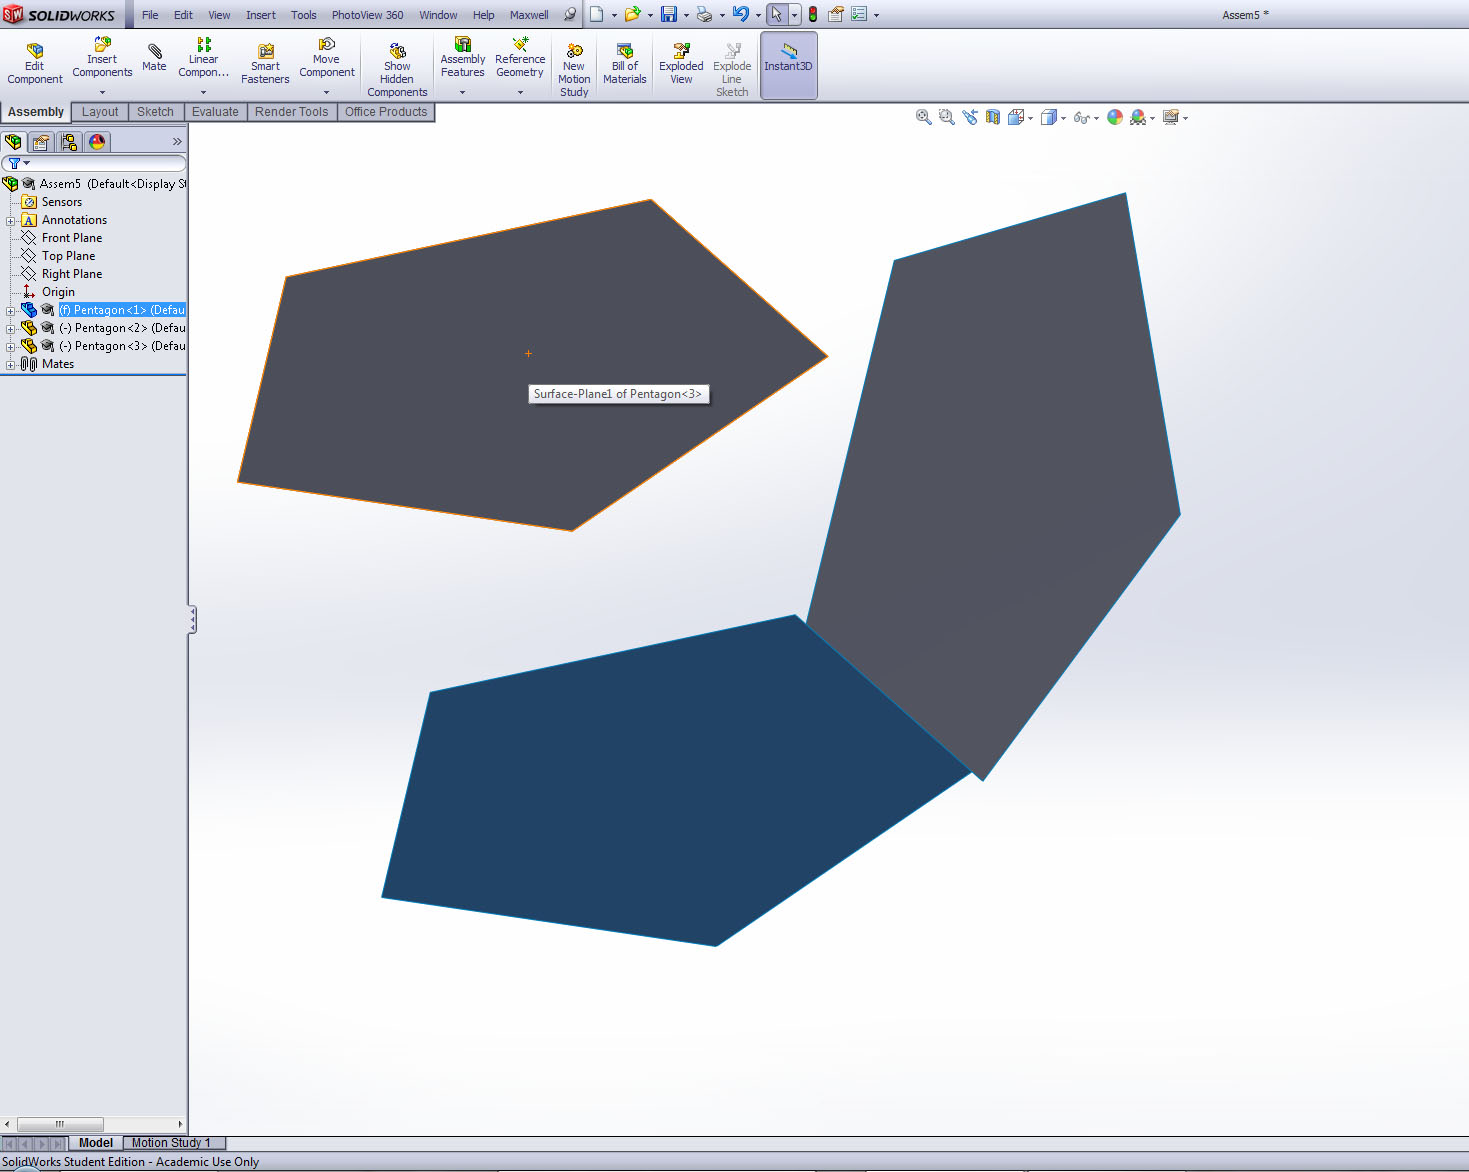 SW SOLIDWORKS File Edit View Insert Tools PhotoView 360 Window Help Maxwell Assem5 *
Edit Component
Insert Components
Mate
Linear Compon...
Smart Fasteners
Move Component
Show Hidden Components
Assembly Features
Reference Geometry
New Motion Study
Bill of Materials
Exploded View
Explode Line Sketch
Instant3D
Assembly Layout Sketch Evaluate Render Tools Office Products
»
Assem5 (Default<Display St
Sensors
A Annotations
Front Plane
Top Plane
Right Plane
Origin
(f) Pentagon<1> (Defau
(-) Pentagon<2> (Defau
(-) Pentagon<3> (Defau
Mates
Surface-Plane1 of Pentagon<3>
Model Motion Study 1
SolidWorks Student Edition - Academic Use Only